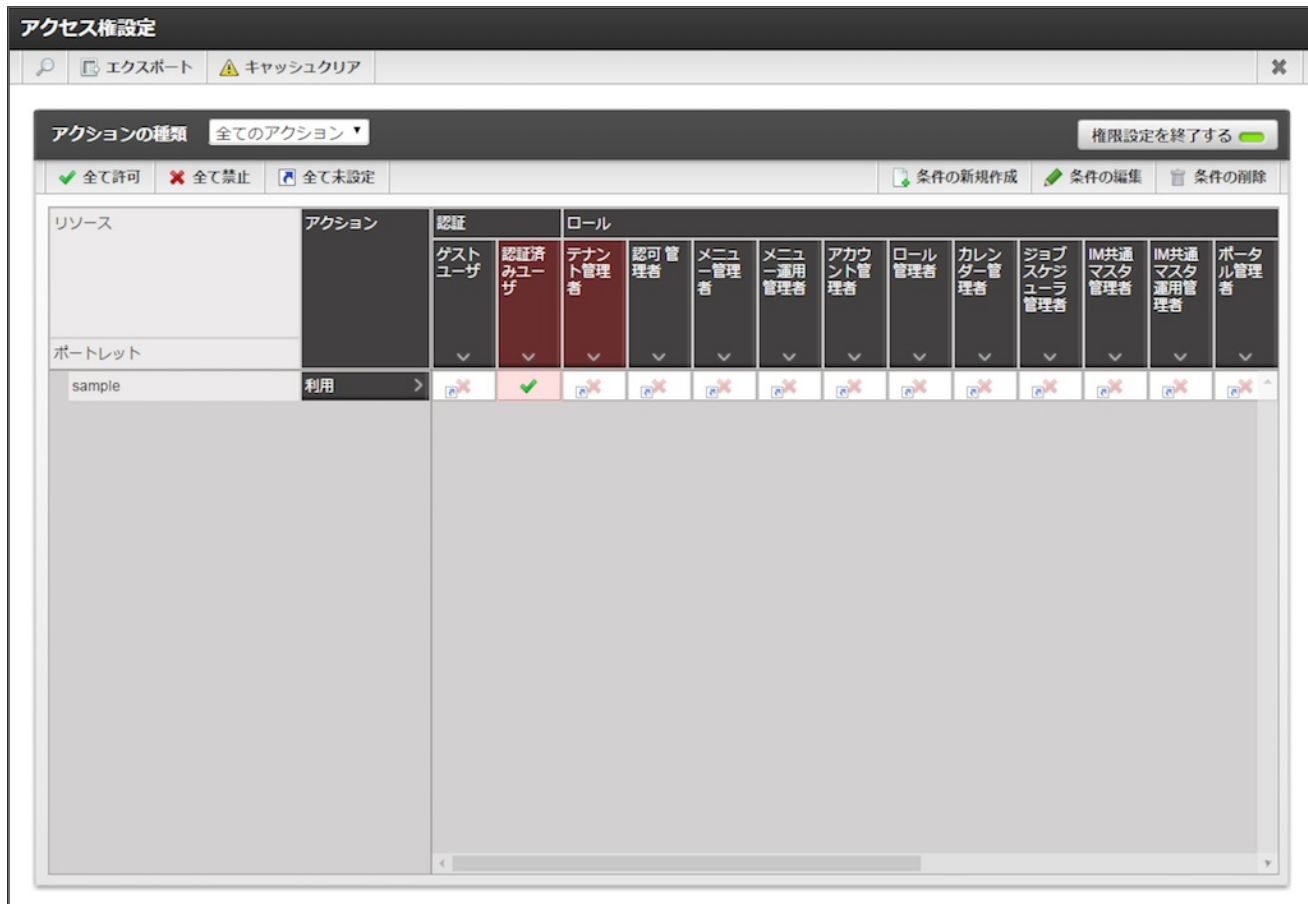 アクセス権設定
エクスポート キャッシュクリア
アクションの種類 全てのアクション 権限設定を終了する
全て許可 全て禁止 全て未設定 条件の新規作成 条件の編集 条件の削除
リソース アクション 認証 ロール
ゲストユーザ 認証済みユーザ テナント管理者 認可管理者 メニュー管理者 メニュー運用管理者 アカウント管理者 ロール管理者 カレンダー管理者 ジョブスケジューラ管理者 IM共通マスタ管理者 IM共通マスタ運用管理者 ポータル管理者
ポートレット
sample 利用